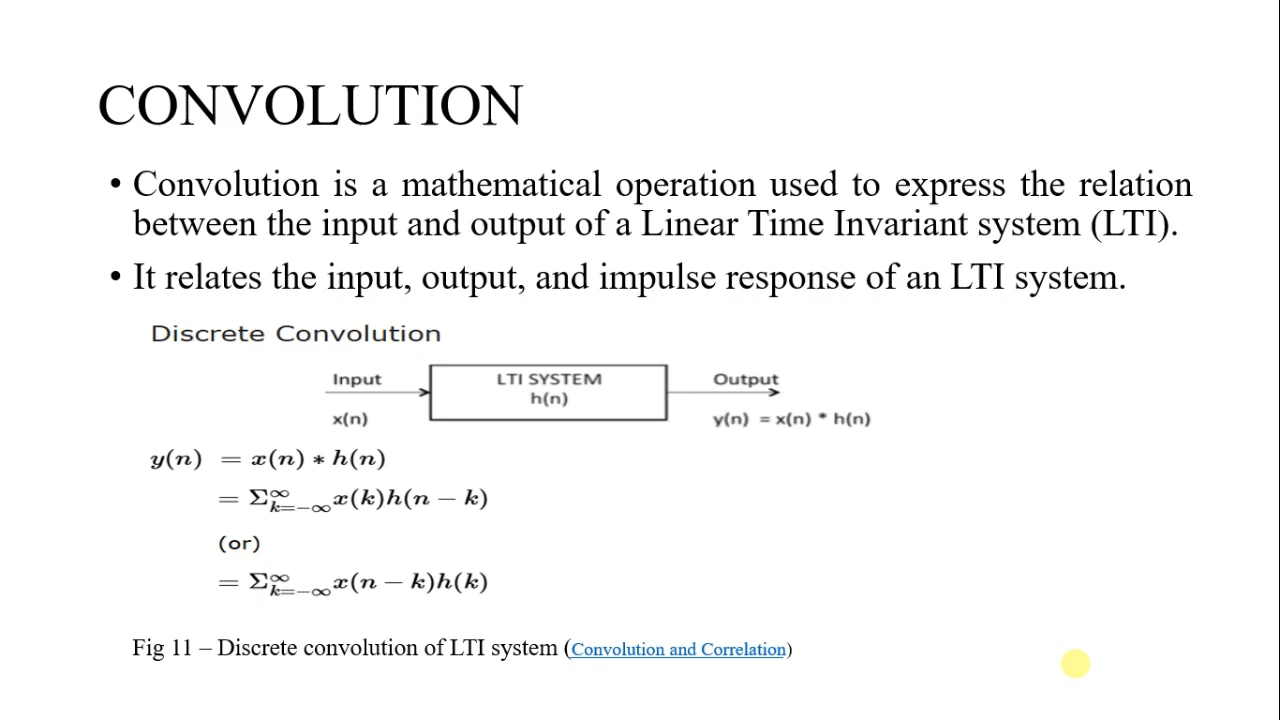 CONVOLUTION
• Convolution is a mathematical operation used to express the relation
between the input and output of a Linear Time Invariant system (LTI).
• It relates the input, output, and impulse response of an LTI system.
Discrete Convolution
Input
x(n)
LTI SYSTEM
h(n)
Output
y(n) = x(n) * h(n)
y(n) = x(n) ∗ h(n)
= Σ_{k=−∞}^{∞} x(k)h(n − k)
(or)
= Σ_{k=−∞}^{∞} x(n − k)h(k)
Fig 11 – Discrete convolution of LTI system (Convolution and Correlation)